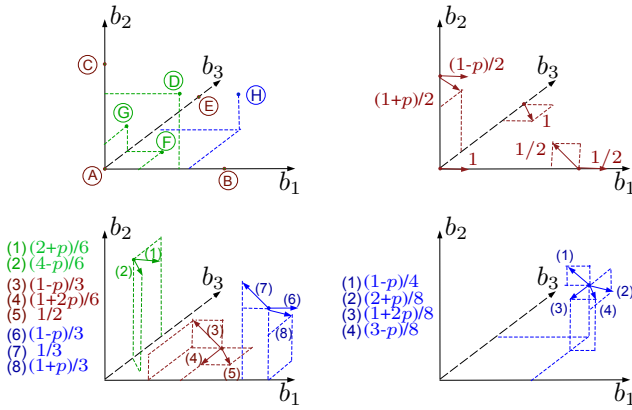 b2
b3
b1
C
D
E
G
H
F
A
B
b2
b3
b1
(1-p)/2
(1+p)/2
1
1/2
1
1/2
b2
b3
b1
(1) (2+p)/6
(2) (4-p)/6
(3) (1-p)/3
(4) (1+2p)/6
(5) 1/2
(6) (1-p)/3
(7) 1/3
(8) (1+p)/3
(1)
(2)
(3)
(4)
(5)
(7)
(6)
(8)
b2
b3
b1
(1) (1-p)/4
(2) (2+p)/8
(3) (1+2p)/8
(4) (3-p)/8
(1)
(2)
(3)
(4)